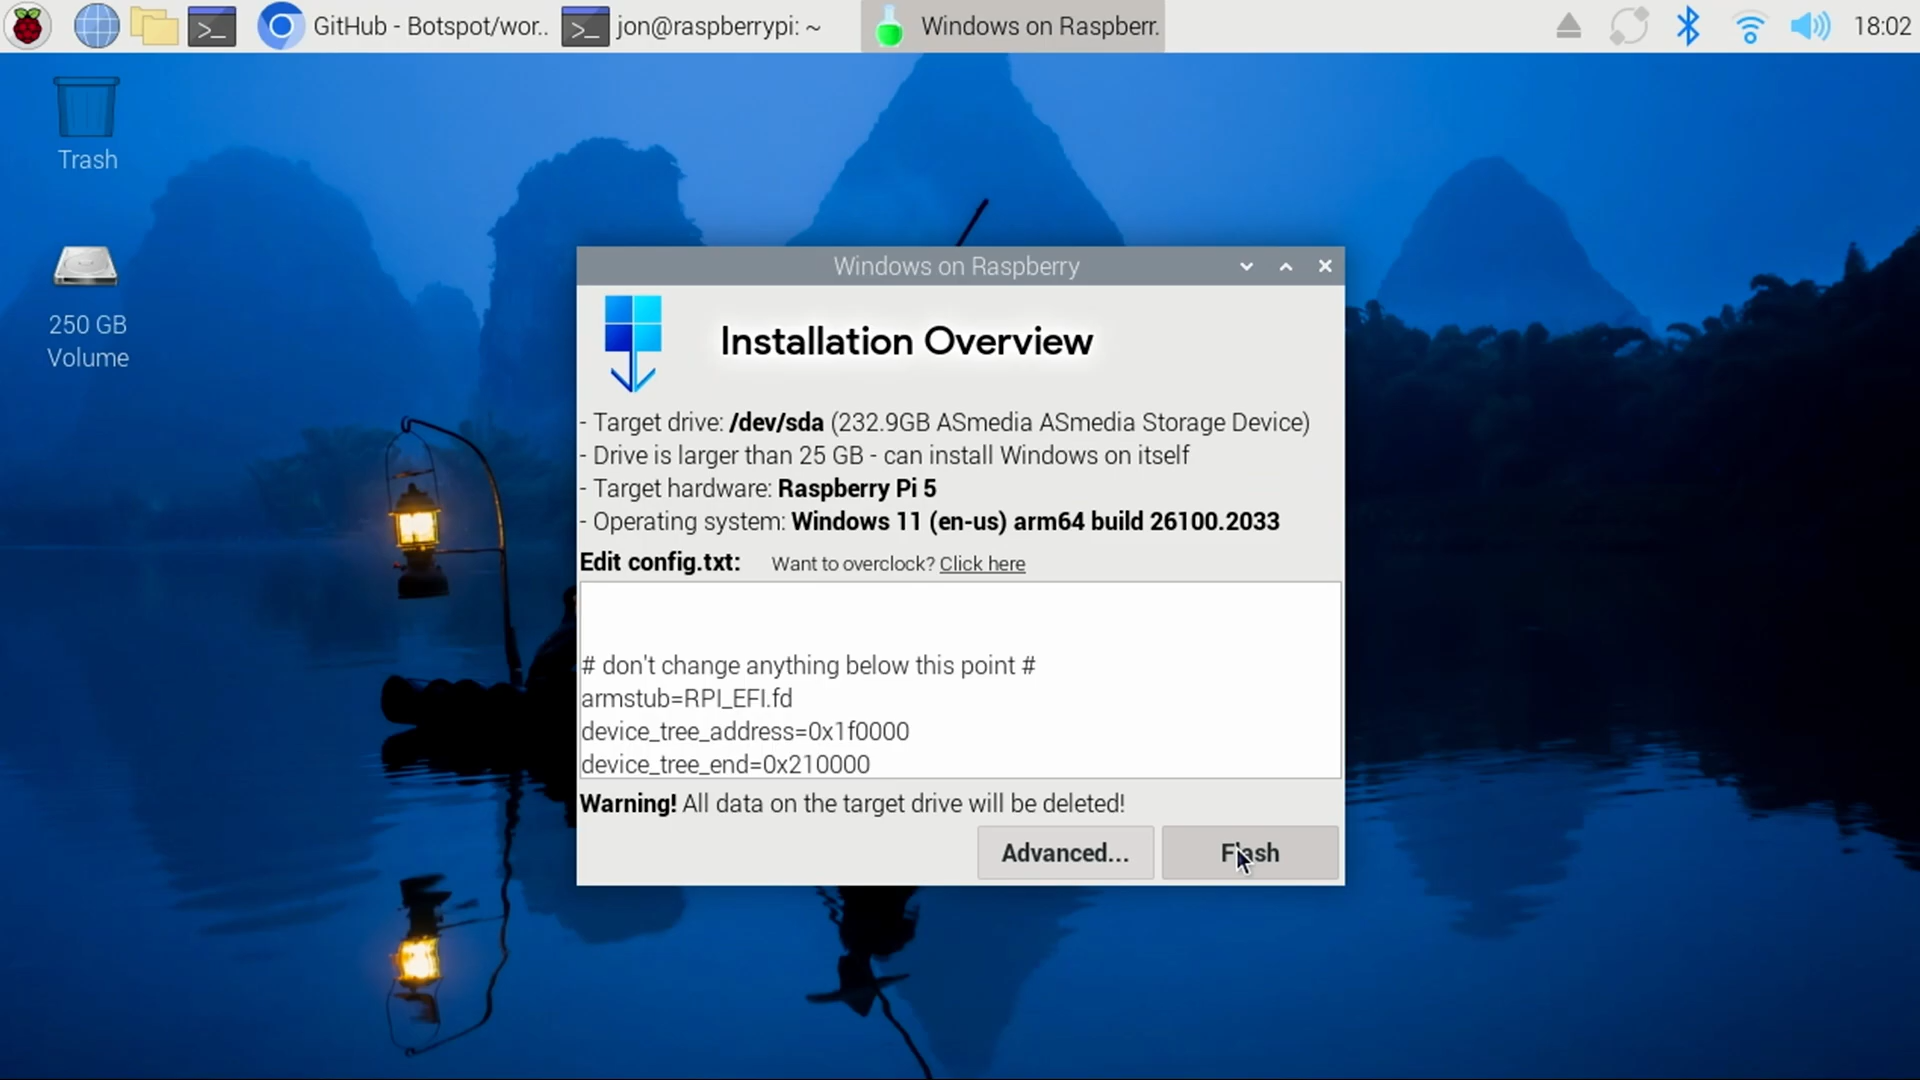 GitHub - Botspot/wor..
jon@raspberrypi: ~
Windows on Raspberr.
18:02
Trash
250 GB
Volume
Windows on Raspberry
Installation Overview
- Target drive: /dev/sda (232.9GB ASmedia ASmedia Storage Device)
- Drive is larger than 25 GB - can install Windows on itself
- Target hardware: Raspberry Pi 5
- Operating system: Windows 11 (en-us) arm64 build 26100.2033
Edit config.txt: Want to overclock? Click here
# don't change anything below this point #
armstub=RPI_EFI.fd
device_tree_address=0x1f0000
device_tree_end=0x210000
Warning! All data on the target drive will be deleted!
Advanced...
Flash